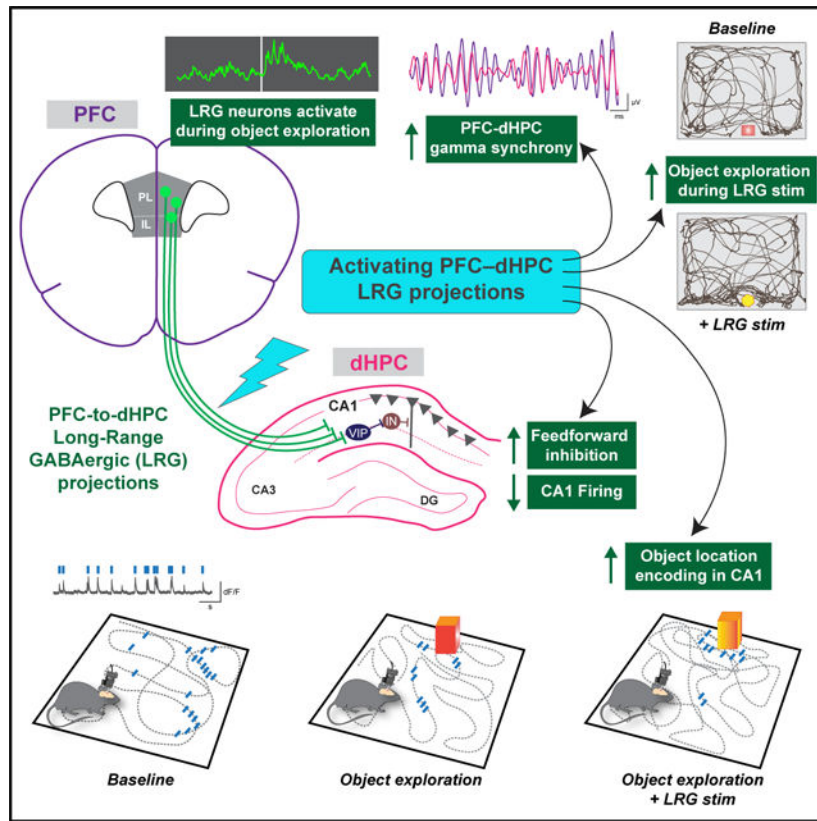 PFC
LRG neurons activate
during object exploration
µV
ms
PFC-dHPC
gamma synchrony
Baseline
Object exploration
during LRG stim
+ LRG stim
PL
IL
Activating PFC–dHPC
LRG projections
dHPC
PFC-to-dHPC
Long-Range
GABAergic (LRG)
projections
CA1
VIP
IN
CA3
DG
Feedforward
inhibition
CA1 Firing
Object location
encoding in CA1
dF/F
s
Baseline
Object exploration
Object exploration
+ LRG stim